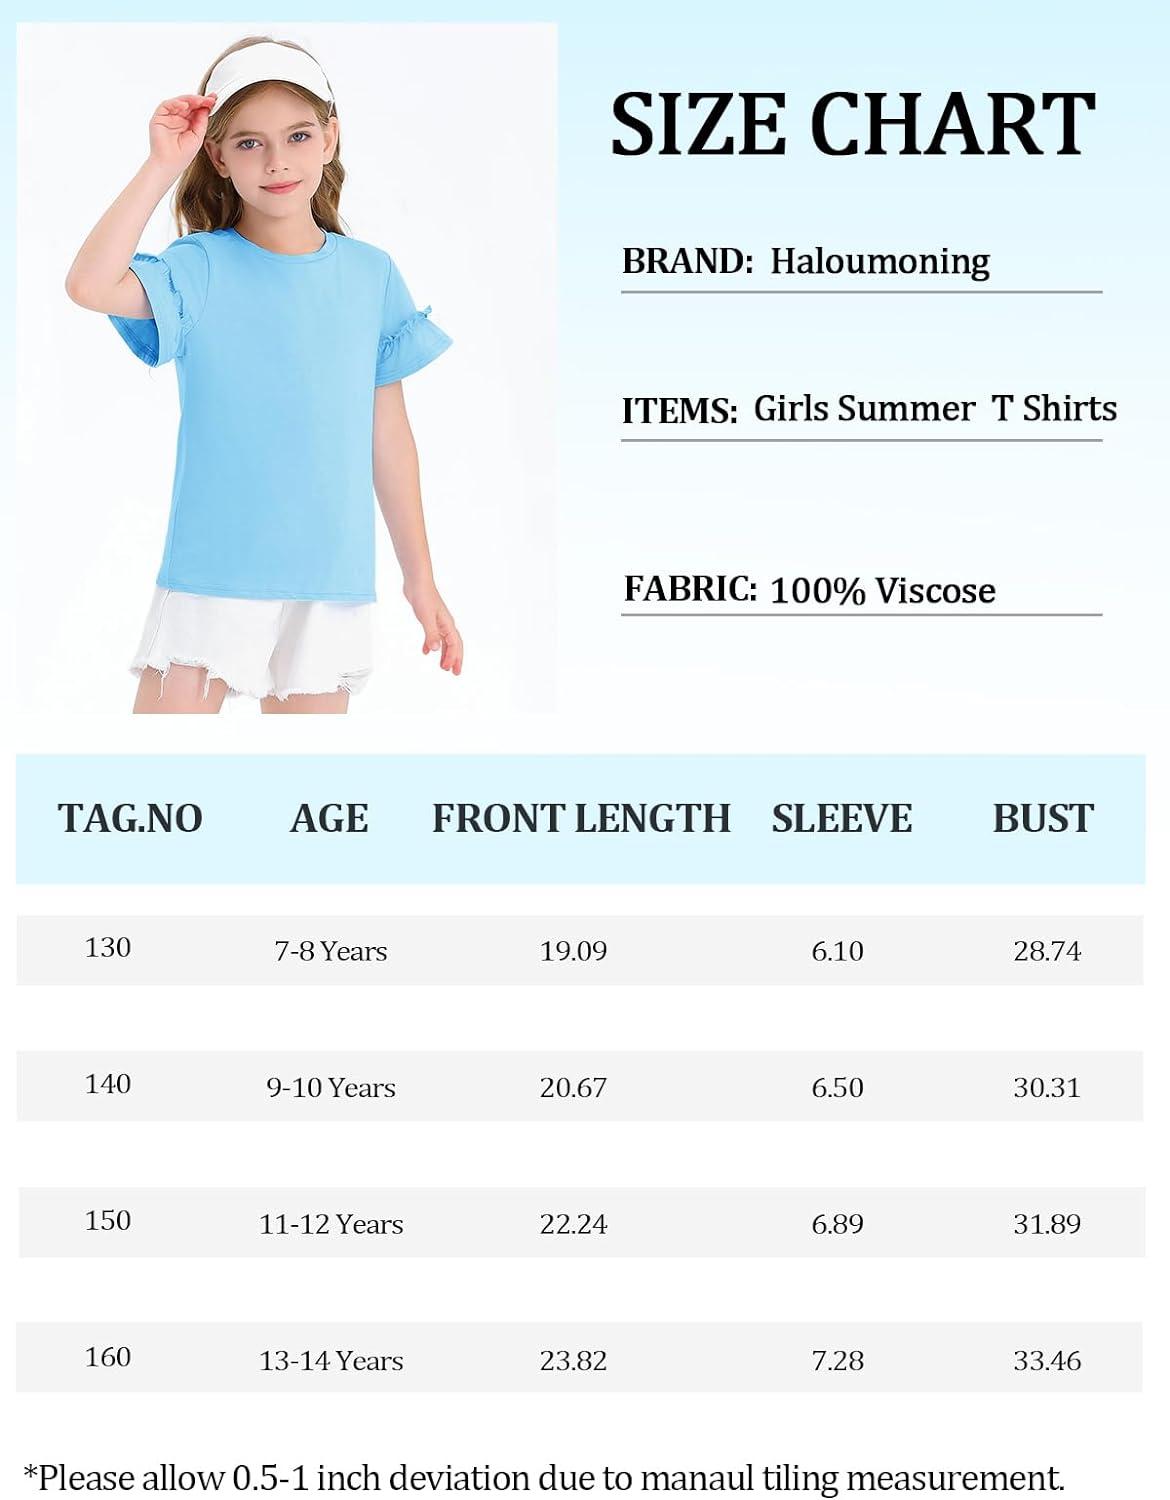 SIZE CHART
BRAND: Haloumoning
ITEMS: Girls Summer T Shirts
FABRIC: 100% Viscose
TAG.NO AGE FRONT LENGTH SLEEVE BUST
130 7-8 Years 19.09 6.10 28.74
140 9-10 Years 20.67 6.50 30.31
150 11-12 Years 22.24 6.89 31.89
160 13-14 Years 23.82 7.28 33.46
*Please allow 0.5-1 inch deviation due to manaul tiling measurement.